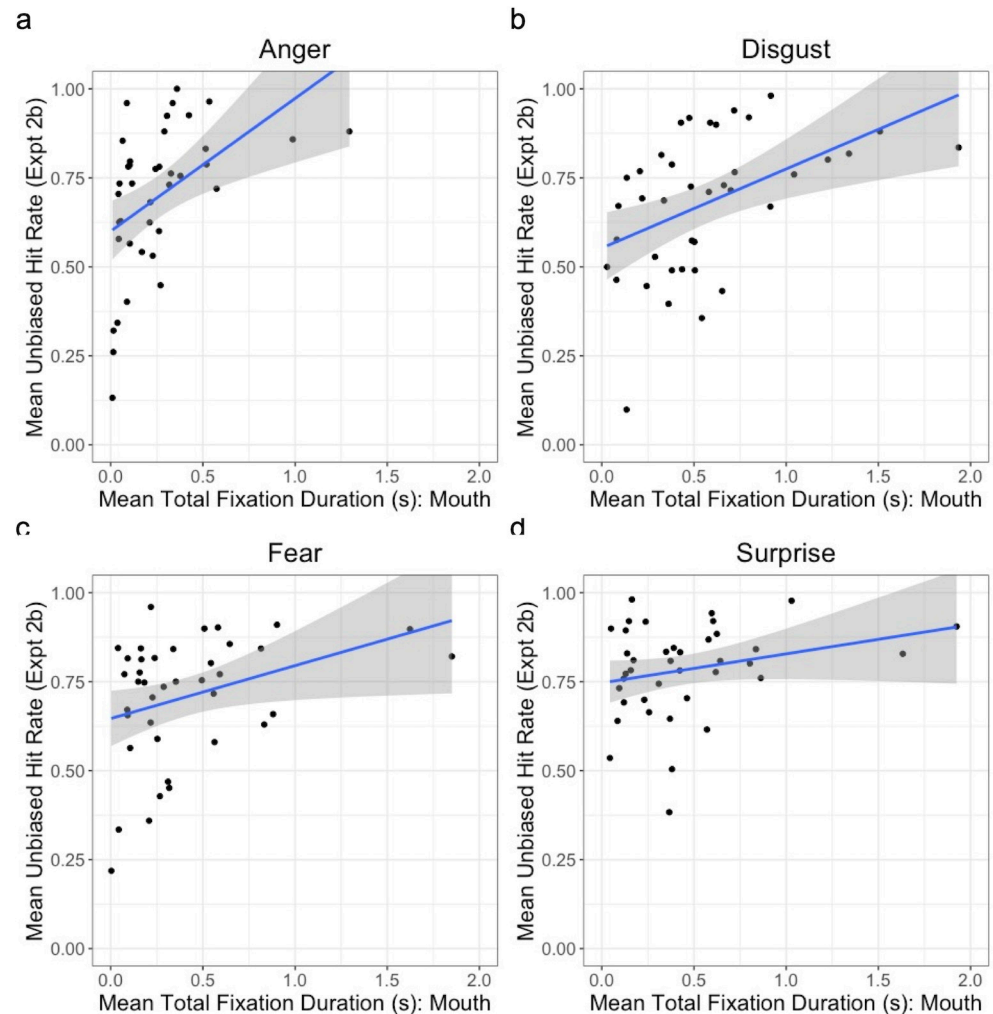 a
Anger
Mean Unbiased Hit Rate (Expt 2b)
1.00
0.75
0.50
0.25
0.00
0.0 0.5 1.0 1.5 2.0
Mean Total Fixation Duration (s): Mouth
b
Disgust
Mean Unbiased Hit Rate (Expt 2b)
1.00
0.75
0.50
0.25
0.00
0.0 0.5 1.0 1.5 2.0
Mean Total Fixation Duration (s): Mouth
c
Fear
Mean Unbiased Hit Rate (Expt 2b)
1.00
0.75
0.50
0.25
0.00
0.0 0.5 1.0 1.5 2.0
Mean Total Fixation Duration (s): Mouth
d
Surprise
Mean Unbiased Hit Rate (Expt 2b)
1.00
0.75
0.50
0.25
0.00
0.0 0.5 1.0 1.5 2.0
Mean Total Fixation Duration (s): Mouth